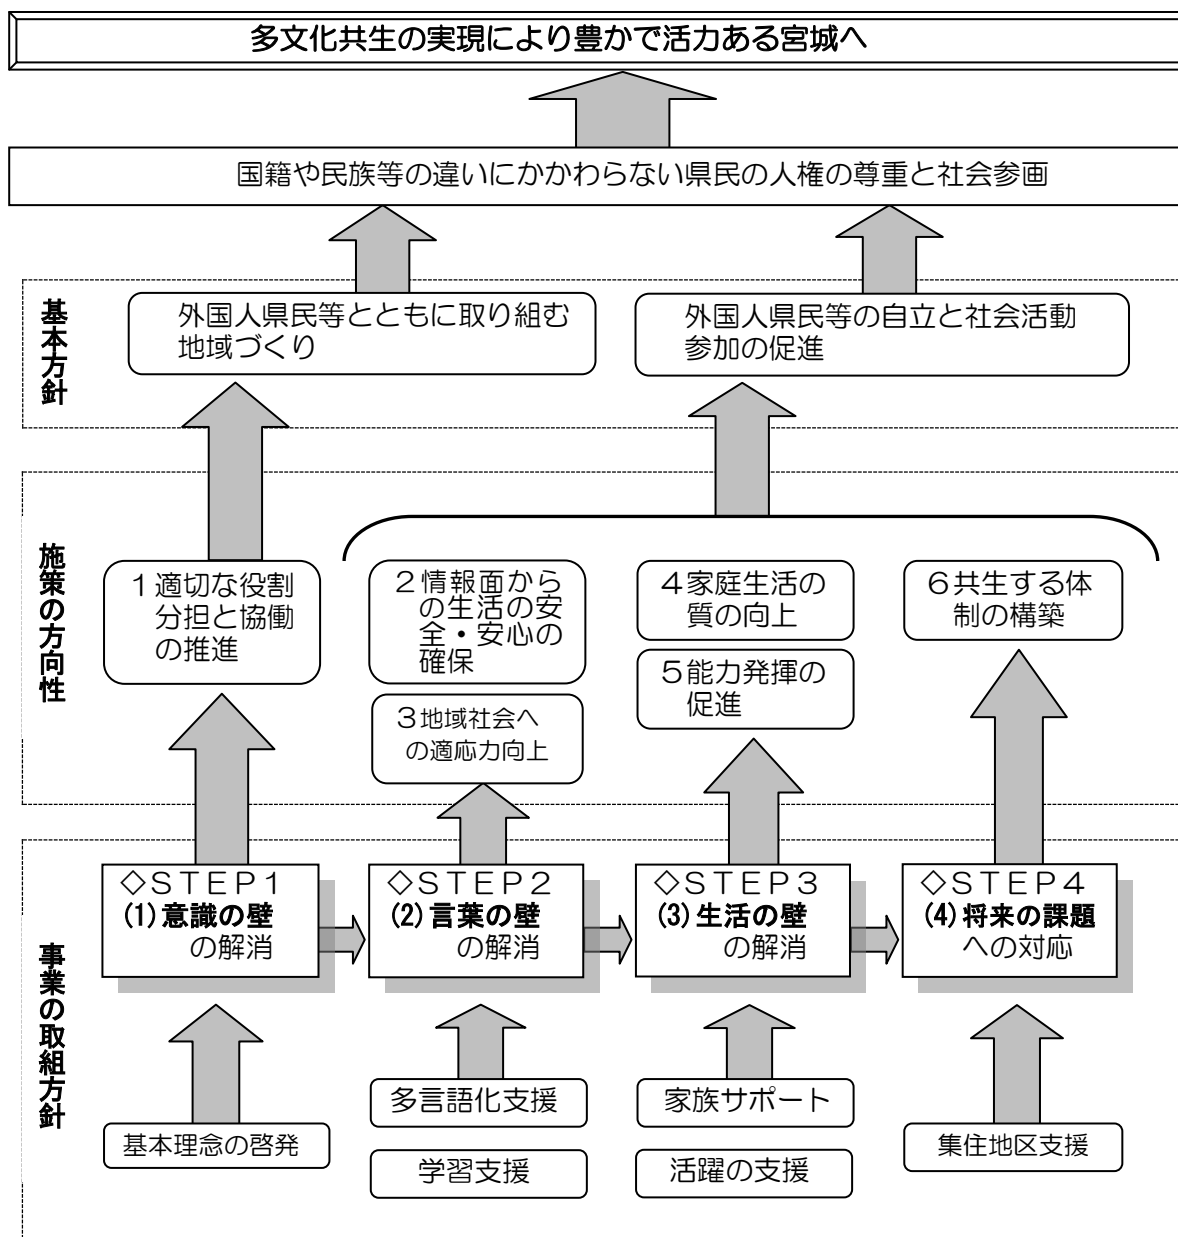 多文化共生の実現により豊かで活力ある宮城へ
国籍や民族等の違いにかかわらない県民の人権の尊重と社会参画
基本方針
外国人県民等とともに取り組む
地域づくり
外国人県民等の自立と社会活動
参加の促進
施策の方向性
1適切な役割
分担と協働
の推進
2情報面から
の生活の安
全・安心の
確保
3地域社会へ
の適応力向上
4家庭生活の
質の向上
5能力発揮の
促進
6共生する体
制の構築
事業の取組方針
◇STEP1
(1)意識の壁
の解消
◇STEP2
(2)言葉の壁
の解消
◇STEP3
(3)生活の壁
の解消
◇STEP4
(4)将来の課題
への対応
基本理念の啓発
多言語化支援
学習支援
家族サポート
活躍の支援
集住地区支援